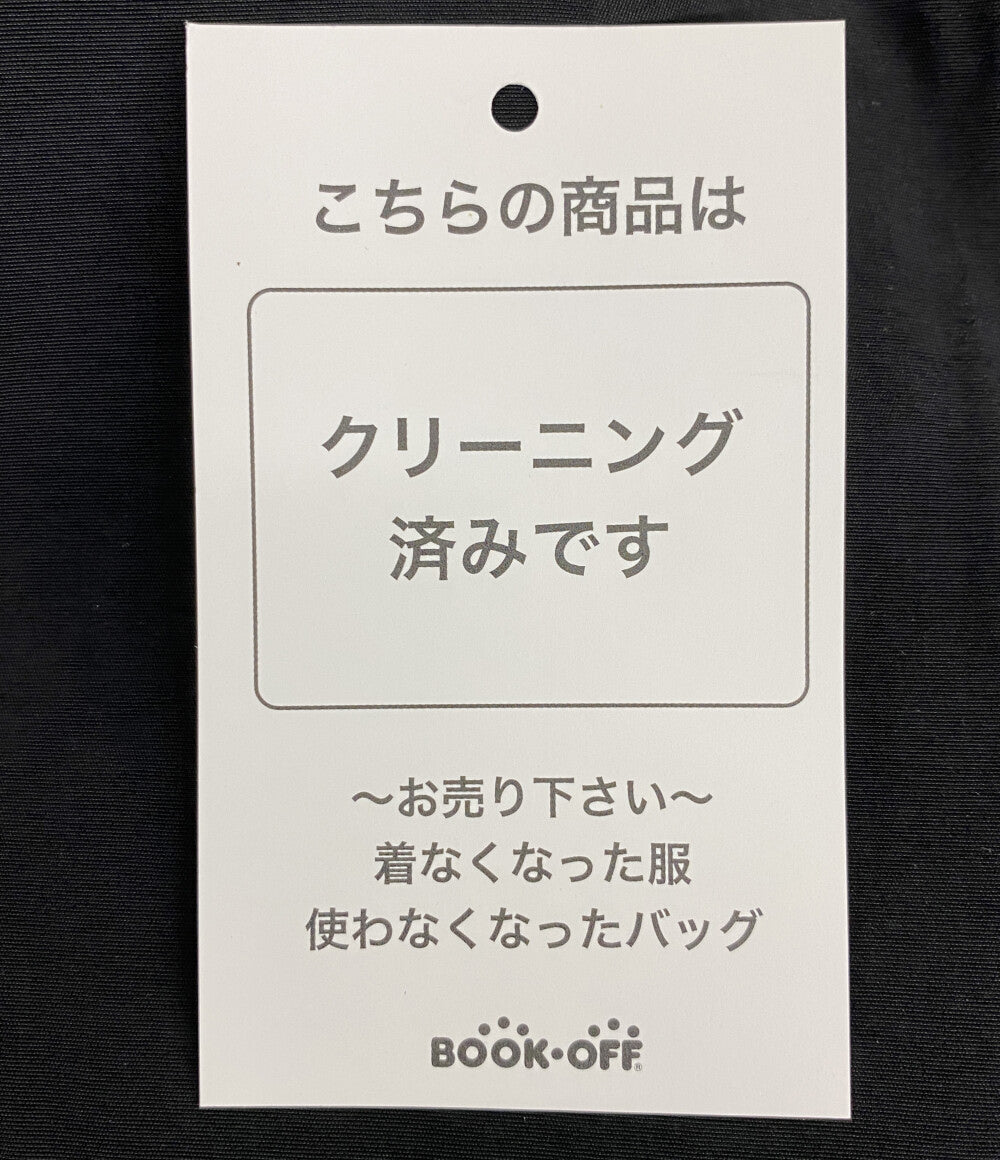 こちらの商品は
クリーニング
済みです
～お売り下さい～
着なくなった服
使わなくなったバッグ
BOOK・OFF®